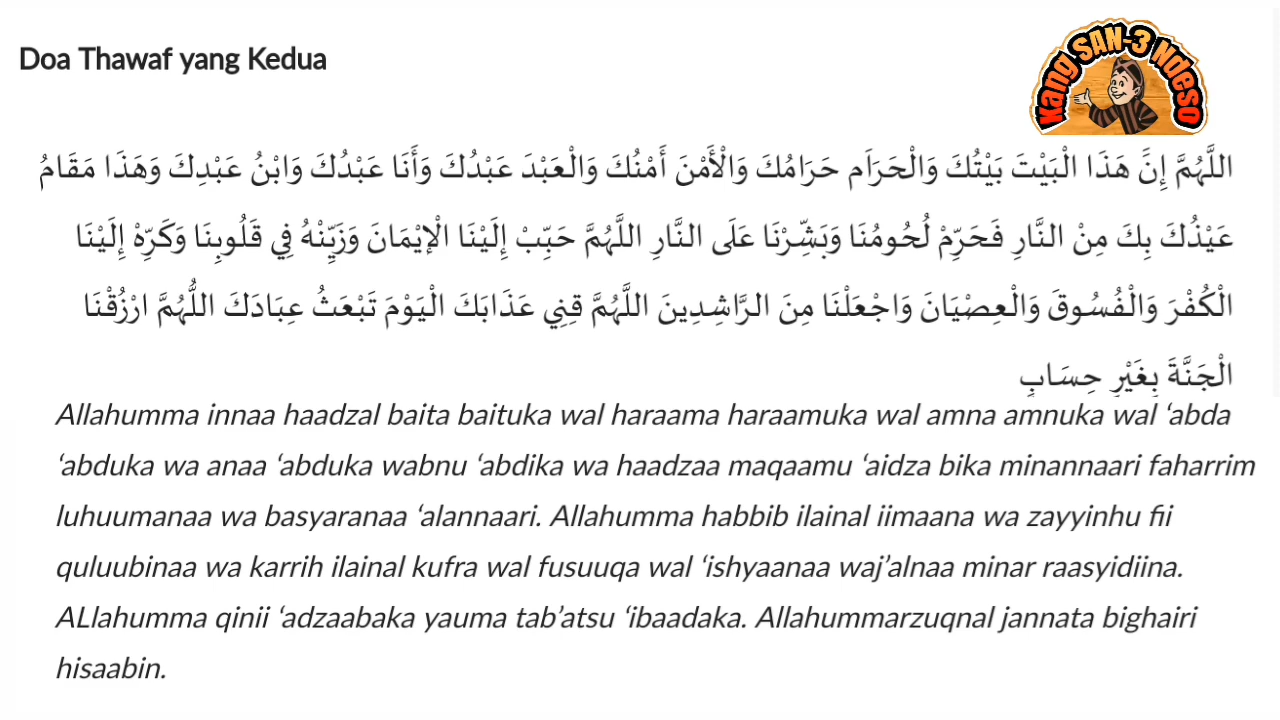 Doa Thawaf yang Kedua
Kang SAN-3 Ndeso
اللَّهُمَّ إِنَّ هَذَا الْبَيْتَ بَيْتُكَ وَالْحَرَاَم حَرَامُكَ وَالْأَمْنَ أَمْنُكَ وَالْعَبْدَ عَبْدُكَ وَأَنَا عَبْدُكَ وَابْنُ عَبْدِكَ وَهَذَا مَقَامُ
عَيْذُكَ بِكَ مِنْ النَّارِ فَحَرِّمْ لُحُومُنَا وَبَشِّرْنَا عَلَى النَّارِ اللَّهُمَّ حَبِّبْ إِلَيْنَا الْإِيْمَانَ وَزَيِّنْهُ فِي قَلُوبِنَا وَكَرِّهْ إِلَيْنَا
الْكُفْرَ وَالْفُسُوقَ وَالْعِصْيَانَ وَاجْعَلْنَا مِنَ الرَّاشِدِينَ اللَّهُمَّ قِنِي عَذَابَكَ الْيَوْمَ تَبْعَثُ عِبَادَكَ اللَُّهُمَّ ارْزُقْنَا
الْجَنَّةَ بِغَيْرِ حِسَابٍ
Allahumma innaa haadzal baita baituka wal haraama haraamuka wal amna amnuka wal ‘abda
‘abduka wa anaa ‘abduka wabnu ‘abdika wa haadzaa maqaamu ‘aidza bika minannaari faharrim
luhuumanaa wa basyaranaa ‘alannaari. Allahumma habbib ilainal iimaana wa zayyinhu fii
quluubinaa wa karrih ilainal kufra wal fusuuqa wal ‘ishyaanaa waj’alnaa minar raasyidiina.
ALlahumma qinii ‘adzaabaka yauma tab’atsu ‘ibaadaka. Allahummarzuqnal jannata bighairi
hisaabin.